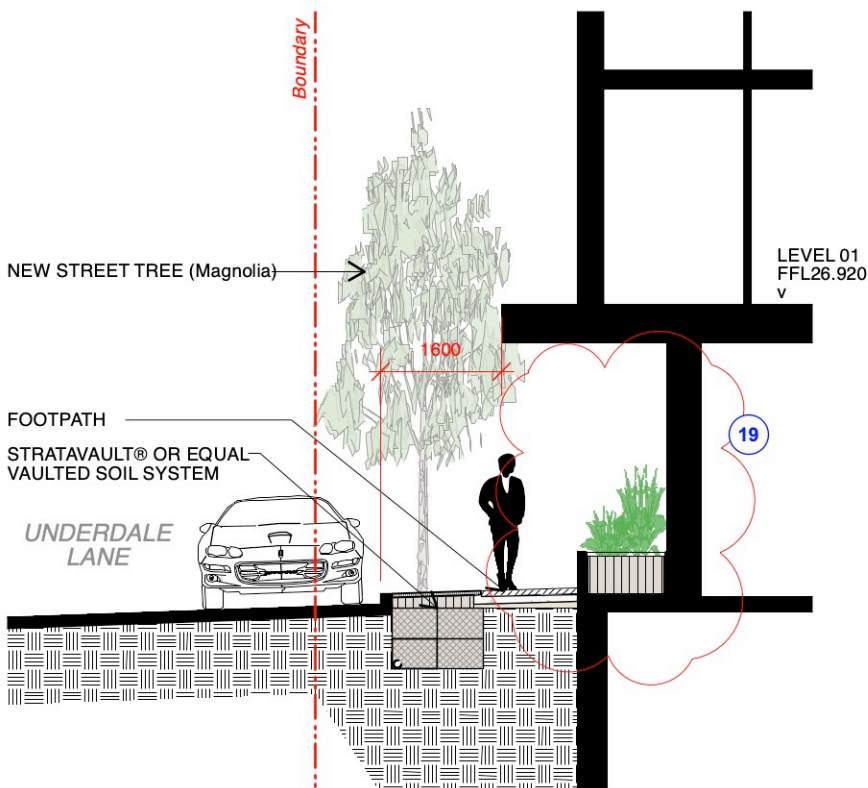 Boundary
NEW STREET TREE (Magnolia)
LEVEL 01
FFL26.920
v
1600
FOOTPATH
STRATAVAULT® OR EQUAL
VAULTED SOIL SYSTEM
19
UNDERDALE
LANE